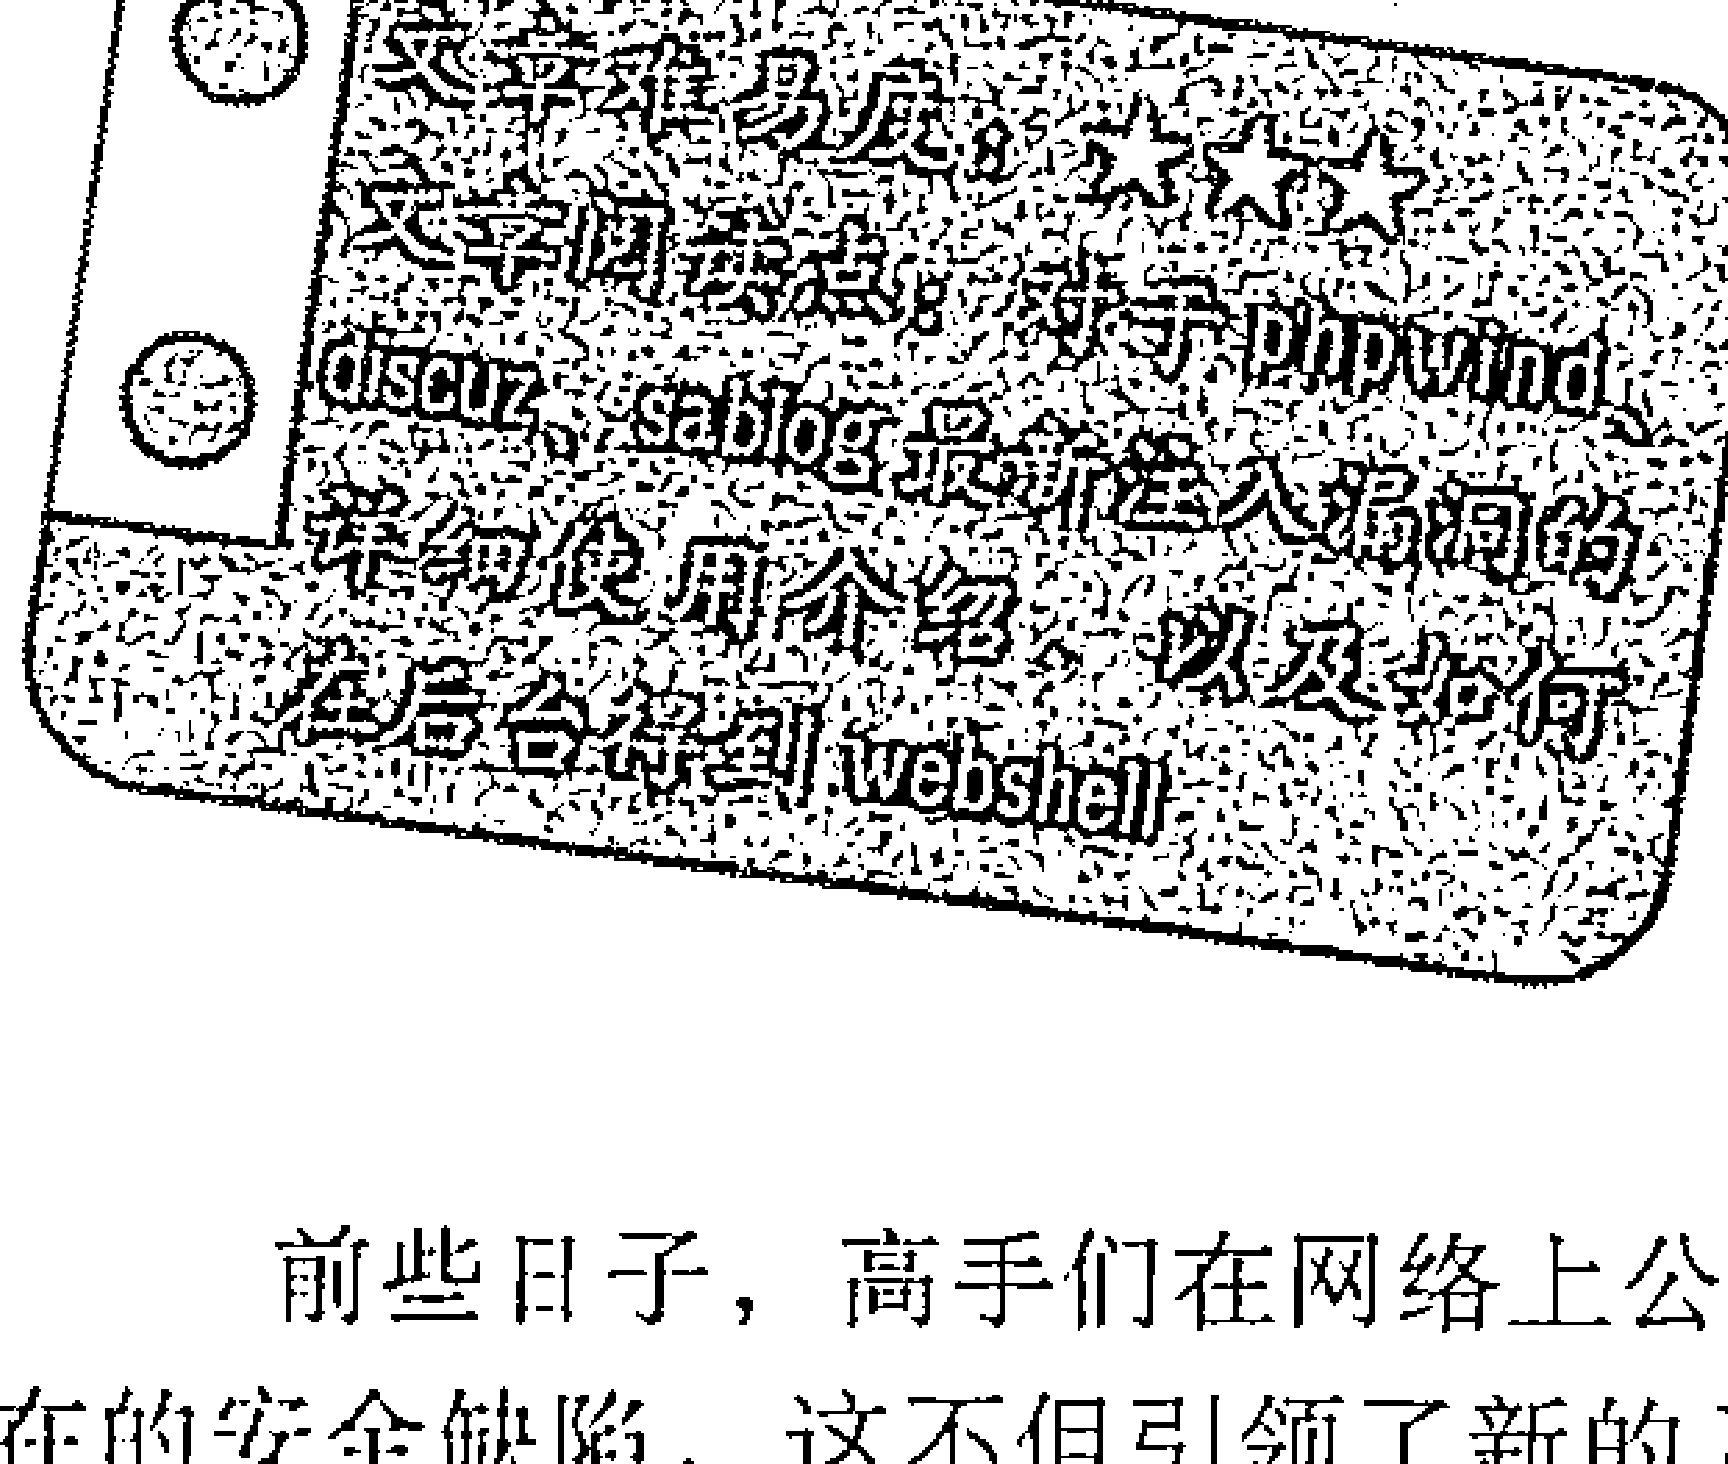 文章难易度：★★★
文章阅读点：对于phpwind、
discuz、sablog最新注入漏洞的
详细使用介绍 以及如何
在后台得到webshell
前些日子，高手们在网络上公
在的安全缺陷，这不但引领了新的